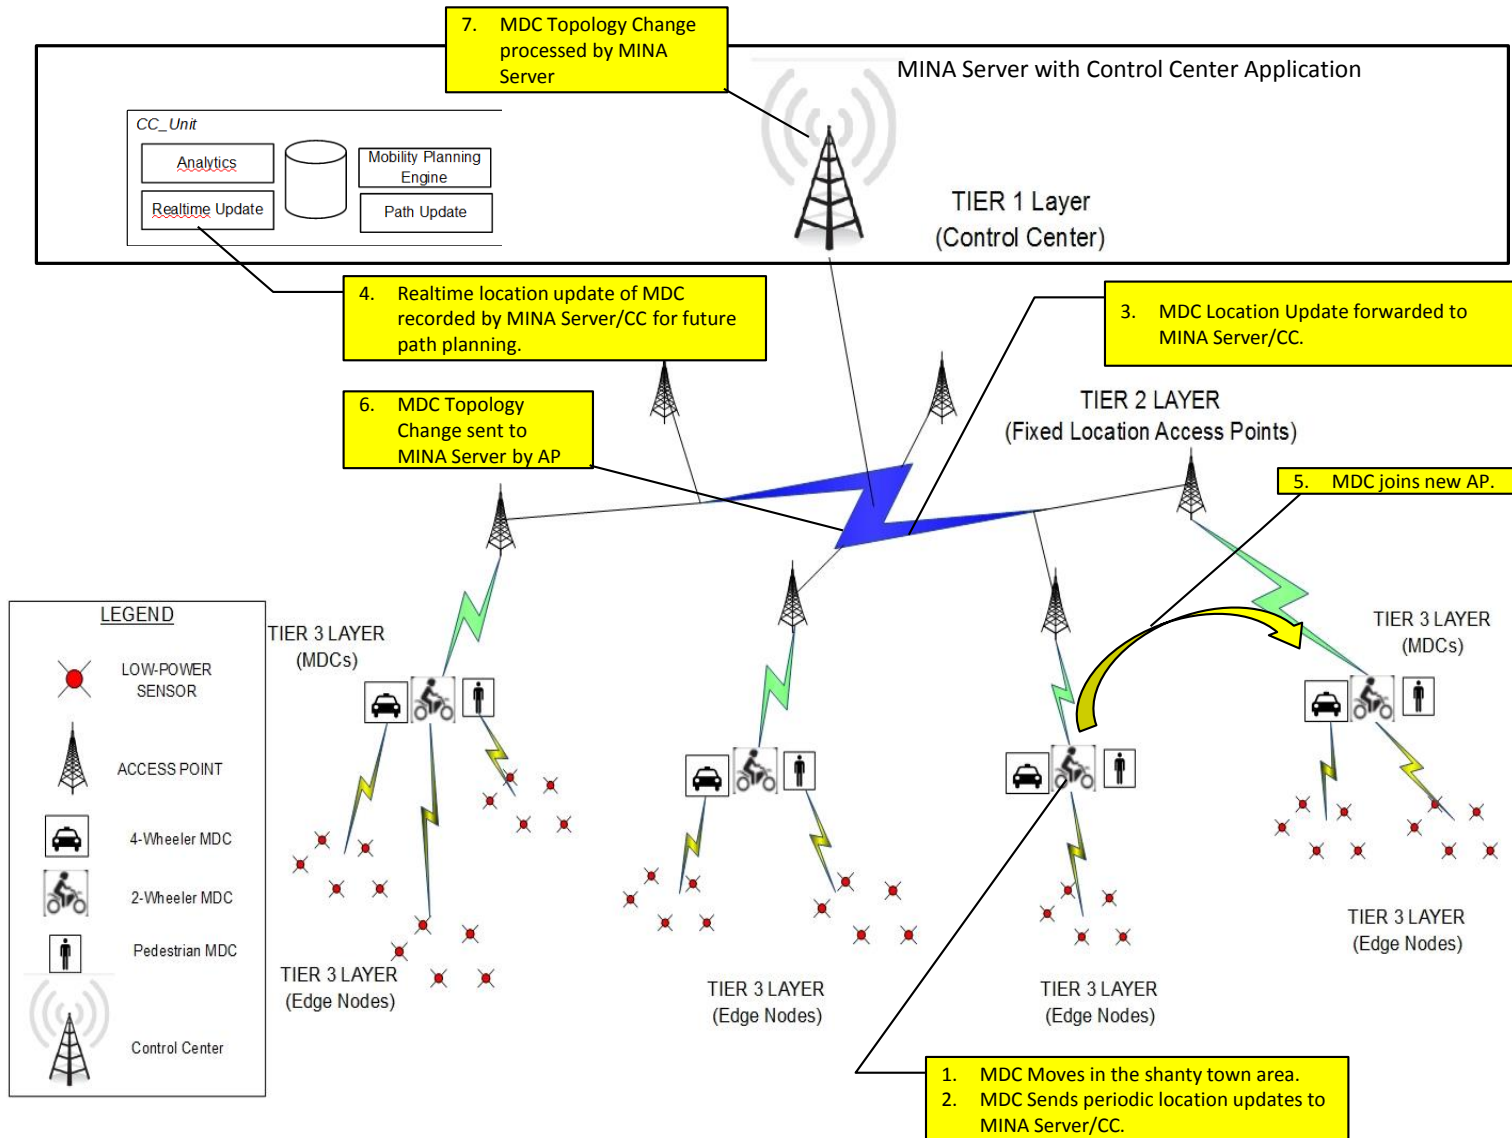 7. MDC Topology Change
processed by MINA
Server
MINA Server with Control Center Application
CC_Unit
Analytics
Mobility Planning
Engine
Realtime Update
Path Update
TIER 1 Layer
(Control Center)
4. Realtime location update of MDC
recorded by MINA Server/CC for future
path planning.
3. MDC Location Update forwarded to
MINA Server/CC.
6. MDC Topology
Change sent to
MINA Server by AP
TIER 2 LAYER
(Fixed Location Access Points)
5. MDC joins new AP.
LEGEND
LOW-POWER
SENSOR
ACCESS POINT
4-Wheeler MDC
2-Wheeler MDC
Pedestrian MDC
Control Center
TIER 3 LAYER
(MDCs)
TIER 3 LAYER
(MDCs)
TIER 3 LAYER
(Edge Nodes)
TIER 3 LAYER
(Edge Nodes)
TIER 3 LAYER
(Edge Nodes)
TIER 3 LAYER
(Edge Nodes)
1. MDC Moves in the shanty town area.
2. MDC Sends periodic location updates to
MINA Server/CC.